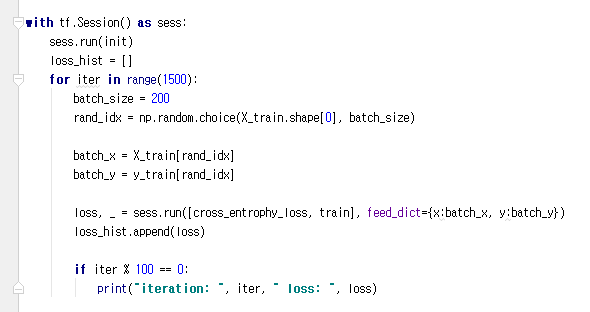 with tf.Session() as sess:
    sess.run(init)
    loss_hist = []
    for iter in range(1500):
        batch_size = 200
        rand_idx = np.random.choice(X_train.shape[0], batch_size)

        batch_x = X_train[rand_idx]
        batch_y = y_train[rand_idx]

        loss, _ = sess.run([cross_entrophy_loss, train], feed_dict={x:batch_x, y:batch_y})
        loss_hist.append(loss)

        if iter % 100 == 0:
            print("iteration: ", iter, " loss: ", loss)